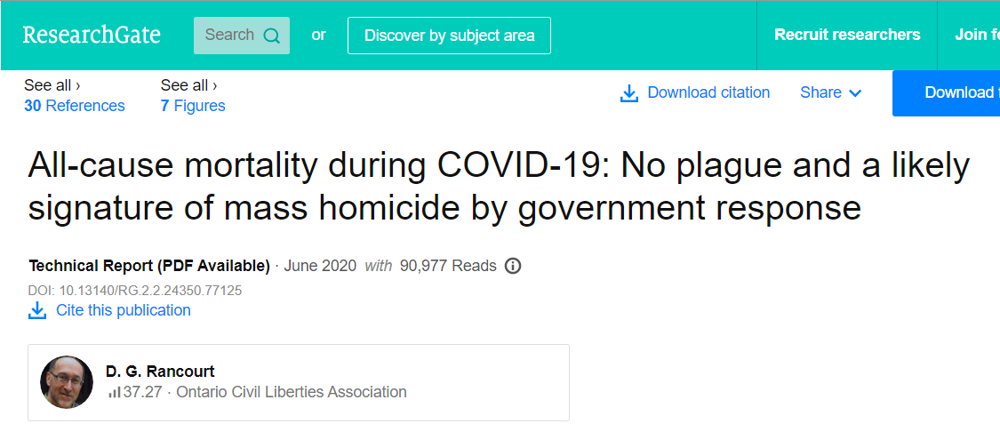 ResearchGate Search or Discover by subject area Recruit researchers Join f
See all › See all ›
30 References 7 Figures Download citation Share Download
All-cause mortality during COVID-19: No plague and a likely
signature of mass homicide by government response
Technical Report (PDF Available) · June 2020 with 90,977 Reads
DOI: 10.13140/RG.2.2.24350.77125
Cite this publication
D. G. Rancourt
37.27 · Ontario Civil Liberties Association